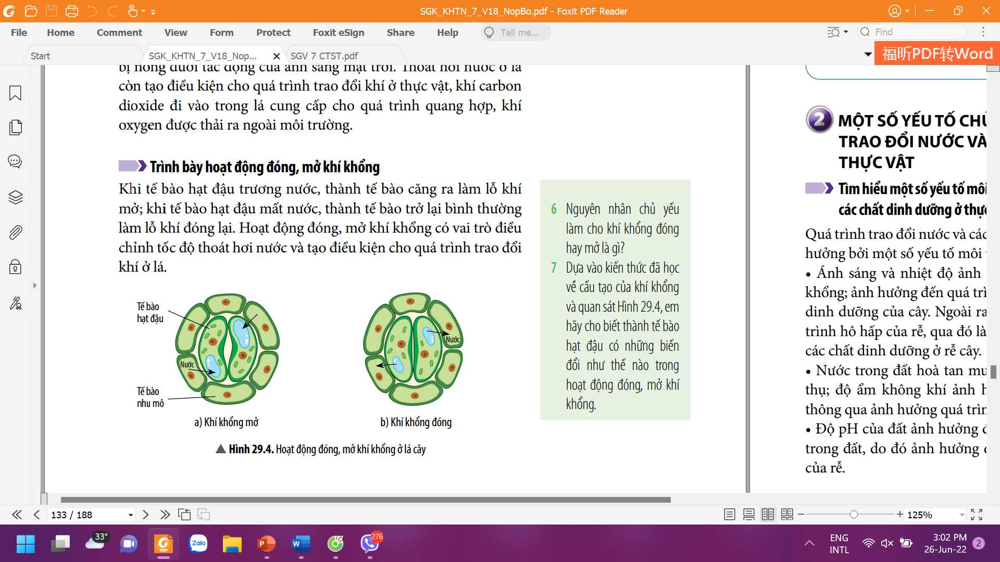 SGK_KHTN_7_V18_NopBo.pdf - Foxit PDF Reader
File Home Comment View Form Protect Foxit eSign Share Help Tell me... Find
Start SGK_KHTN_7_V18_Nop... SGV 7 CTST.pdf 福昕PDF转Word
bị nóng dưới tác động của ánh sáng mặt trời. Thoát hơi nước ở lá
còn tạo điều kiện cho quá trình trao đổi khí ở thực vật, khí carbon
dioxide đi vào trong lá cung cấp cho quá trình quang hợp, khí
oxygen được thải ra ngoài môi trường.
Trình bày hoạt động đóng, mở khí khổng
Khi tế bào hạt đậu trương nước, thành tế bào căng ra làm lỗ khí
mở; khi tế bào hạt đậu mất nước, thành tế bào trở lại bình thường
làm lỗ khí đóng lại. Hoạt động đóng, mở khí khổng có vai trò điều
chỉnh tốc độ thoát hơi nước và tạo điều kiện cho quá trình trao đổi
khí ở lá.
Tế bào
hạt đậu
Nước
Tế bào
nhu mô
Nước
a) Khí khổng mở
b) Khí khổng đóng
Hình 29.4. Hoạt động đóng, mở khí khổng ở lá cây
6 Nguyên nhân chủ yếu
làm cho khí khổng đóng
hay mở là gì?
7 Dựa vào kiến thức đã học
về cấu tạo của khí khổng
và quan sát Hình 29.4, em
hãy cho biết thành tế bào
hạt đậu có những biến
đổi như thế nào trong
hoạt động đóng, mở khí
khổng.
2 MỘT SỐ YẾU TỐ CHỦ
TRAO ĐỔI NƯỚC VÀ
THỰC VẬT
Tìm hiểu một số yếu tố môi
các chất dinh dưỡng ở thực
Quá trình trao đổi nước và các
hưởng bởi một số yếu tố môi
• Ánh sáng và nhiệt độ ảnh
khổng; ảnh hưởng đến quá trì
dinh dưỡng của cây. Ngoài ra
trình hô hấp của rễ, qua đó là
các chất dinh dưỡng ở rễ cây.
• Nước trong đất hoà tan mu
thụ; độ ẩm không khí ảnh h
thông qua ảnh hưởng quá trìn
• Độ pH của đất ảnh hưởng
trong đất, do đó ảnh hưởng
của rễ.
133 / 188 125%
33° PDF Zalo P W 276
ENG
INTL
3:02 PM
26-Jun-22
2